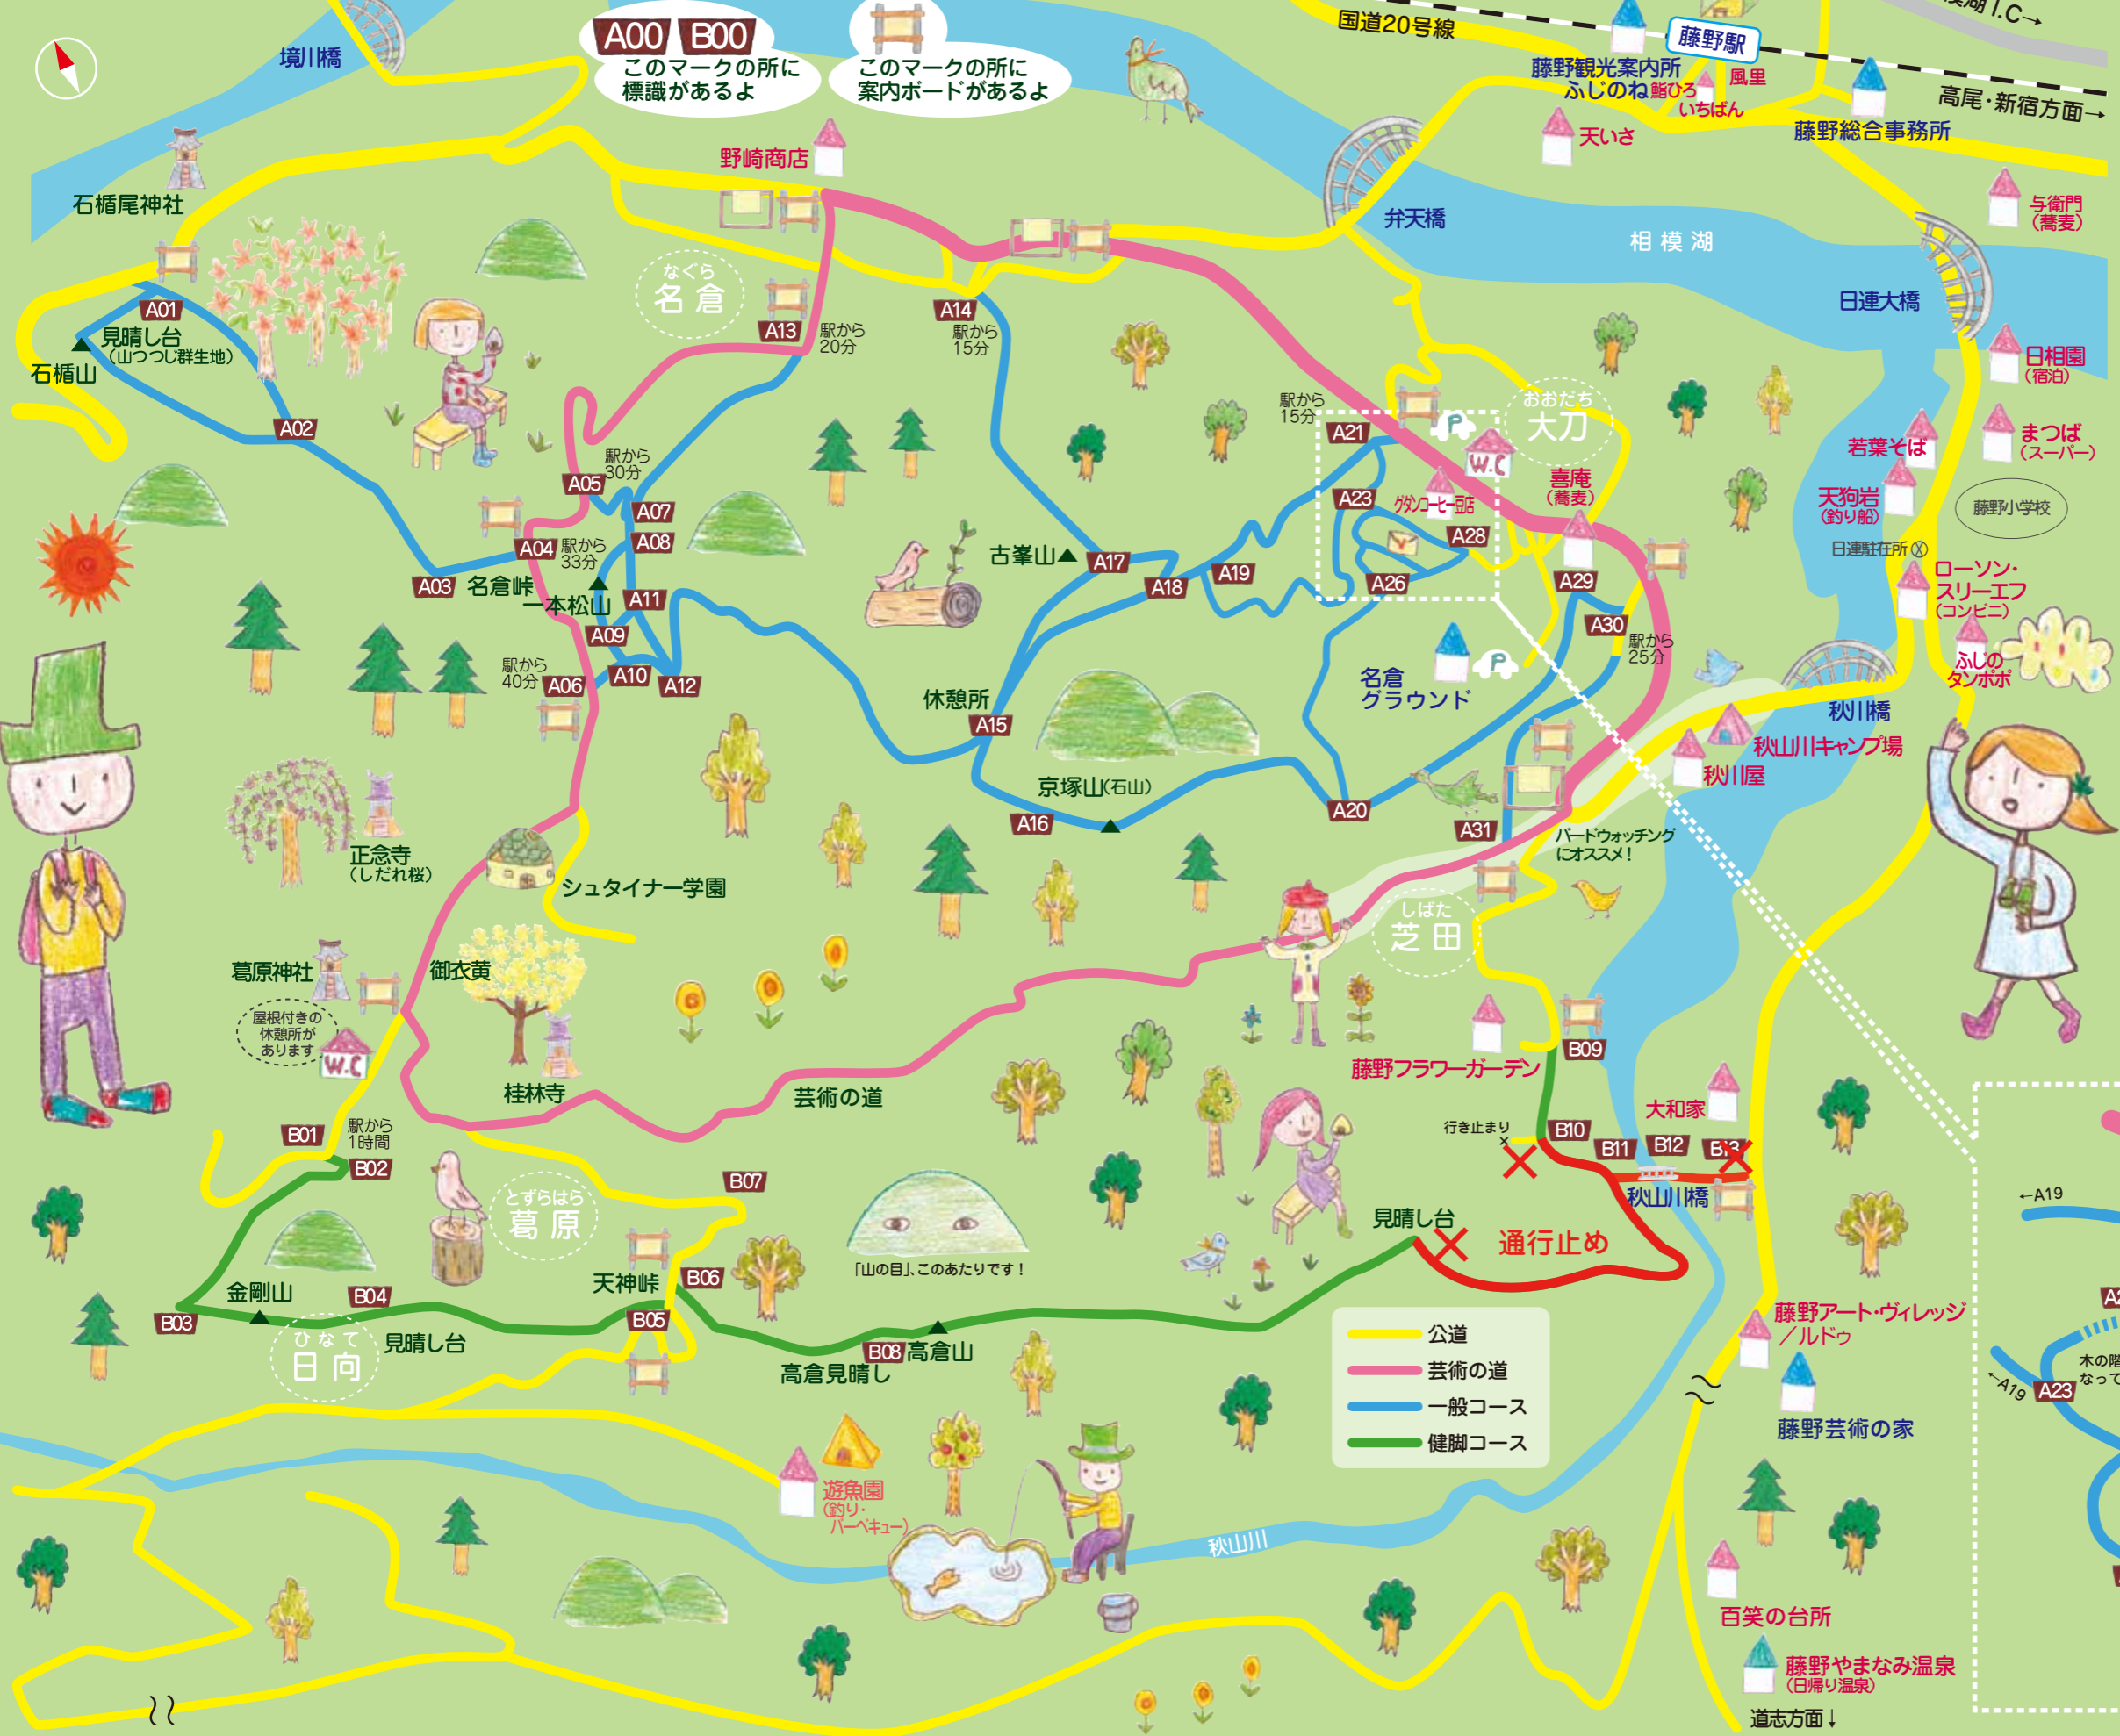 境川橋
A00 B00
このマークの所に
標識があるよ
このマークの所に
案内ボードがあるよ
国道20号線
藤野駅
湖I.C→
高尾・新宿方面→
藤野観光案内所
ふじのね
鮨ひろ
風里
いちばん
天いさ
藤野総合事務所
与衛門
(蕎麦)
弁天橋
相模湖
日連大橋
日相園
(宿泊)
まつば
(スーパー)
若葉そば
天狗岩
(釣り船)
藤野小学校
日連駐在所
ローソン・
スリーエフ
(コンビニ)
ふじの
タンポポ
秋川橋
秋山川キャンプ場
秋川屋
石楯尾神社
野崎商店
なぐら
名倉
A01
見晴し台
(山つつじ群生地)
石楯山
A02
A13
駅から
20分
A14
駅から
15分
駅から
30分
A05
A07
A08
A04
駅から
33分
A03
名倉峠
一本松山
A11
A09
A10
A12
駅から
40分
A06
古峯山
A17
A18
A19
休憩所
A15
京塚山(石山)
A16
A20
駅から
15分
A21
P
W.C
おおだち
大刀
A23
ゲタンコーヒー豆店
喜庵
(蕎麦)
A28
A26
A29
A30
駅から
25分
名倉
グラウンド
P
A31
バードウォッチング
にオススメ!
しばた
芝田
正念寺
(しだれ桜)
シュタイナー学園
葛原神社
御衣黄
屋根付きの
休憩所が
あります
W.C
桂林寺
芸術の道
駅から
1時間
B01
B02
とずらはら
葛原
B07
天神峠
B06
B05
金剛山
B03
B04
見晴し台
ひなて
日向
「山の目」、このあたりです!
B08
高倉山
高倉見晴し
見晴し台
通行止め
藤野フラワーガーデン
B09
行き止まり
×
B10
B11
B12
B13
大和家
秋山川橋
公道
芸術の道
一般コース
健脚コース
藤野アート・ヴィレッジ
/ルドゥ
藤野芸術の家
遊魚園
(釣り・
バーベキュー)
秋山川
百笑の台所
藤野やまなみ温泉
(日帰り温泉)
道志方面↓
←A19
←A19
A23
木の階
なって